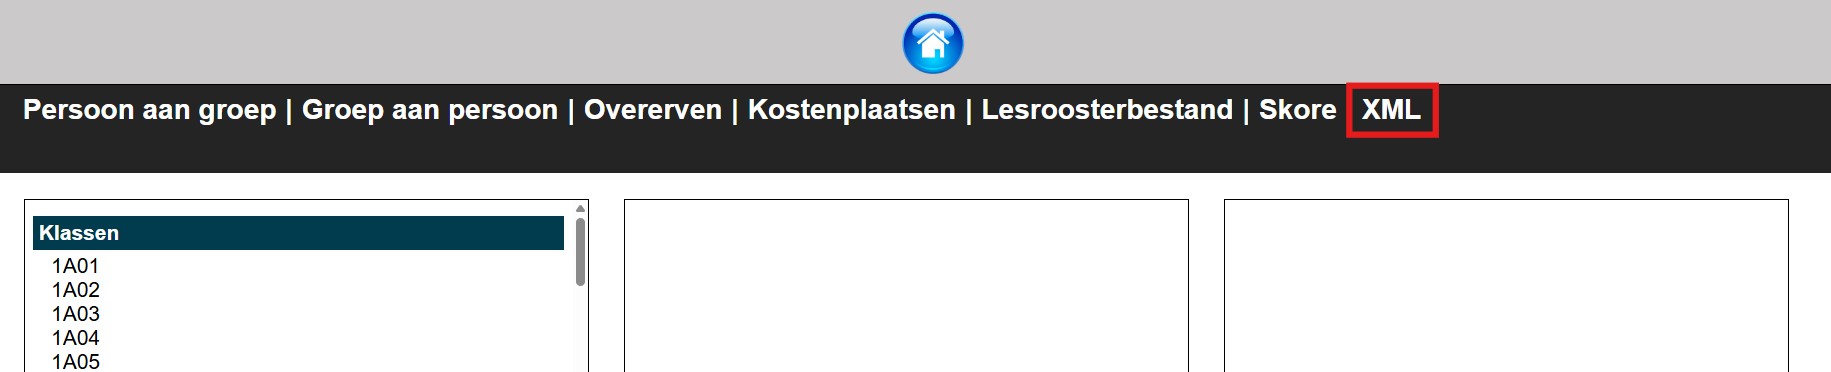 Persoon aan groep | Groep aan persoon | Overerven | Kostenplaatsen | Lesroosterbestand | Skore XML
Klassen
1A01
1A02
1A03
1A04
1A05